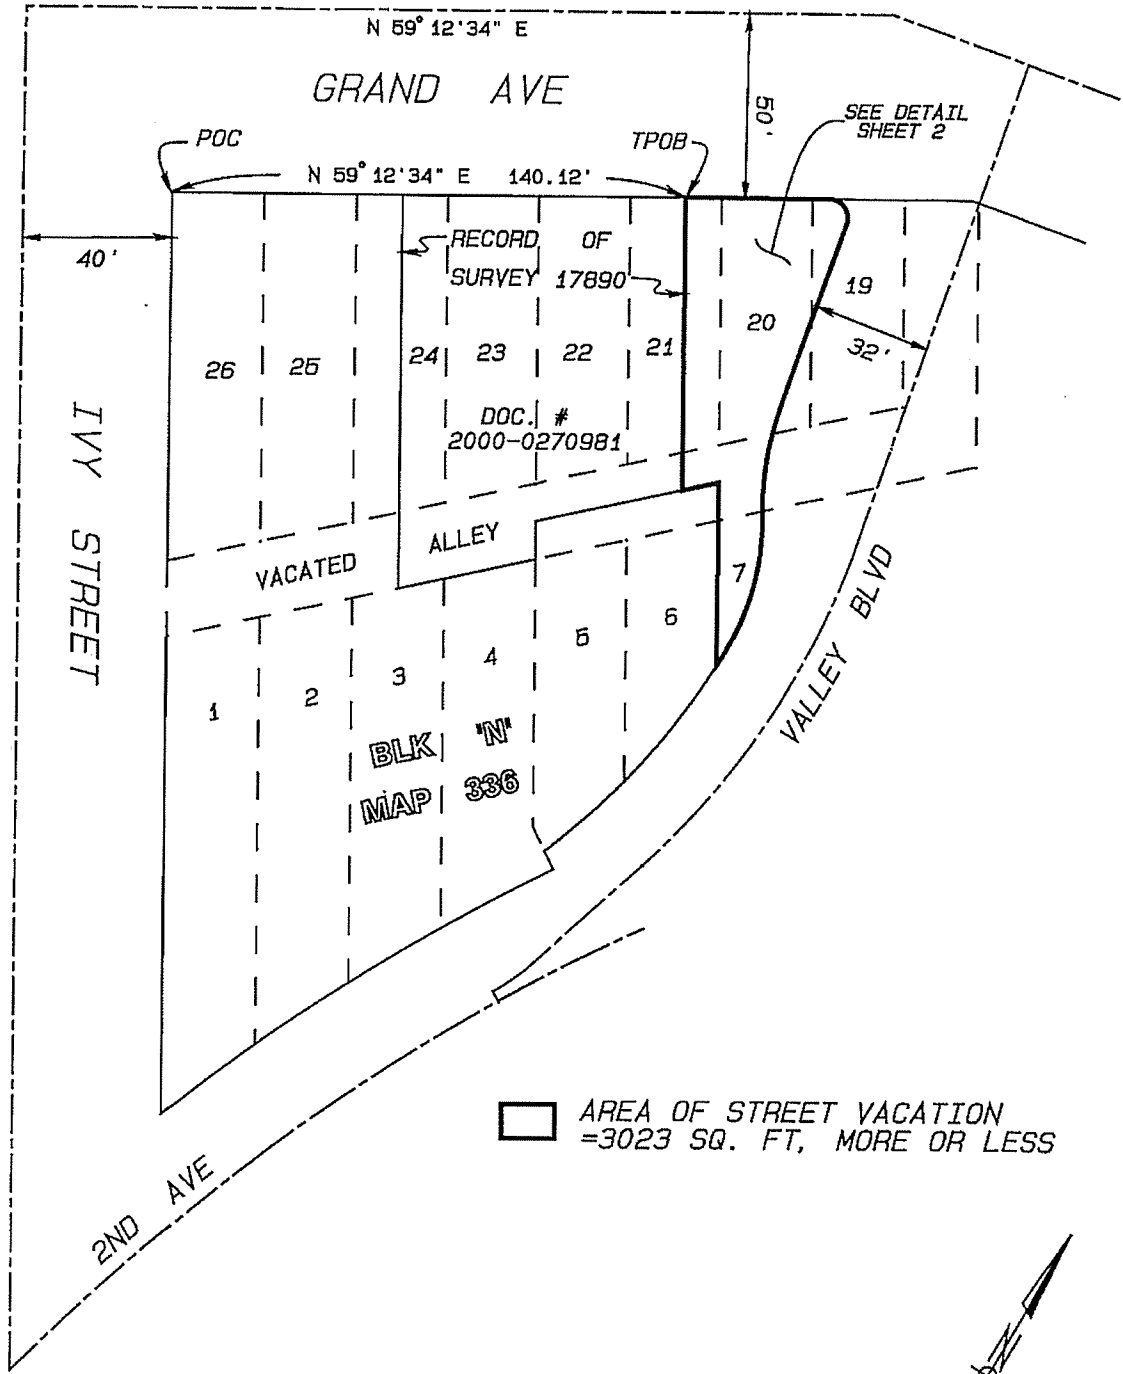 N 59° 12'34" E
GRAND AVE
50'
SEE DETAIL
SHEET 2
POC
TPOB
N 59° 12'34" E 140.12'
40'
RECORD OF
SURVEY 17890
19
20
32'
26
25
24
23
22
21
DOC. #
2000-0270981
IVY STREET
VACATED ALLEY
7
6
5
4
3
2
1
VALLEY BLVD
BLK "N"
MAP 336
AREA OF STREET VACATION
=3023 SQ. FT, MORE OR LESS
2ND AVE
N